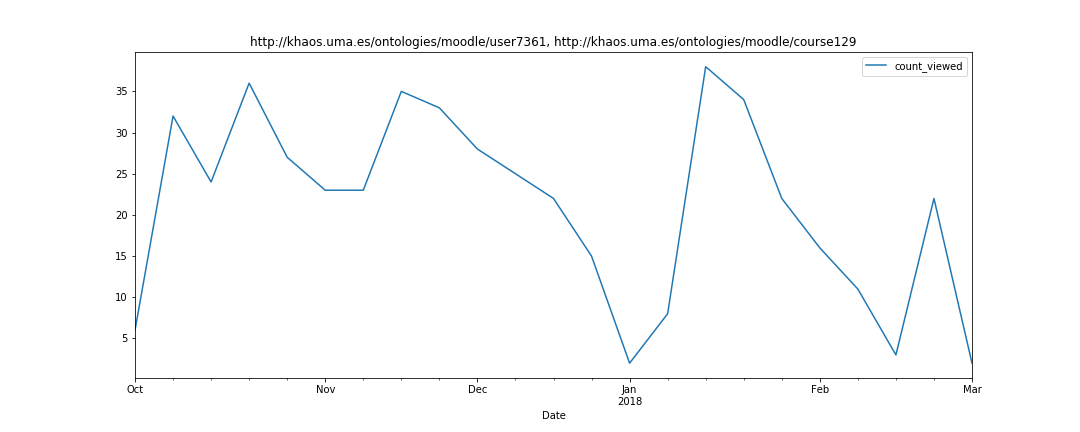 http://khaos.uma.es/ontologies/moodle/user7361, http://khaos.uma.es/ontologies/moodle/course129
count_viewed
35
30
25
20
15
10
5
Oct Nov Dec Jan Feb Mar
2018
Date